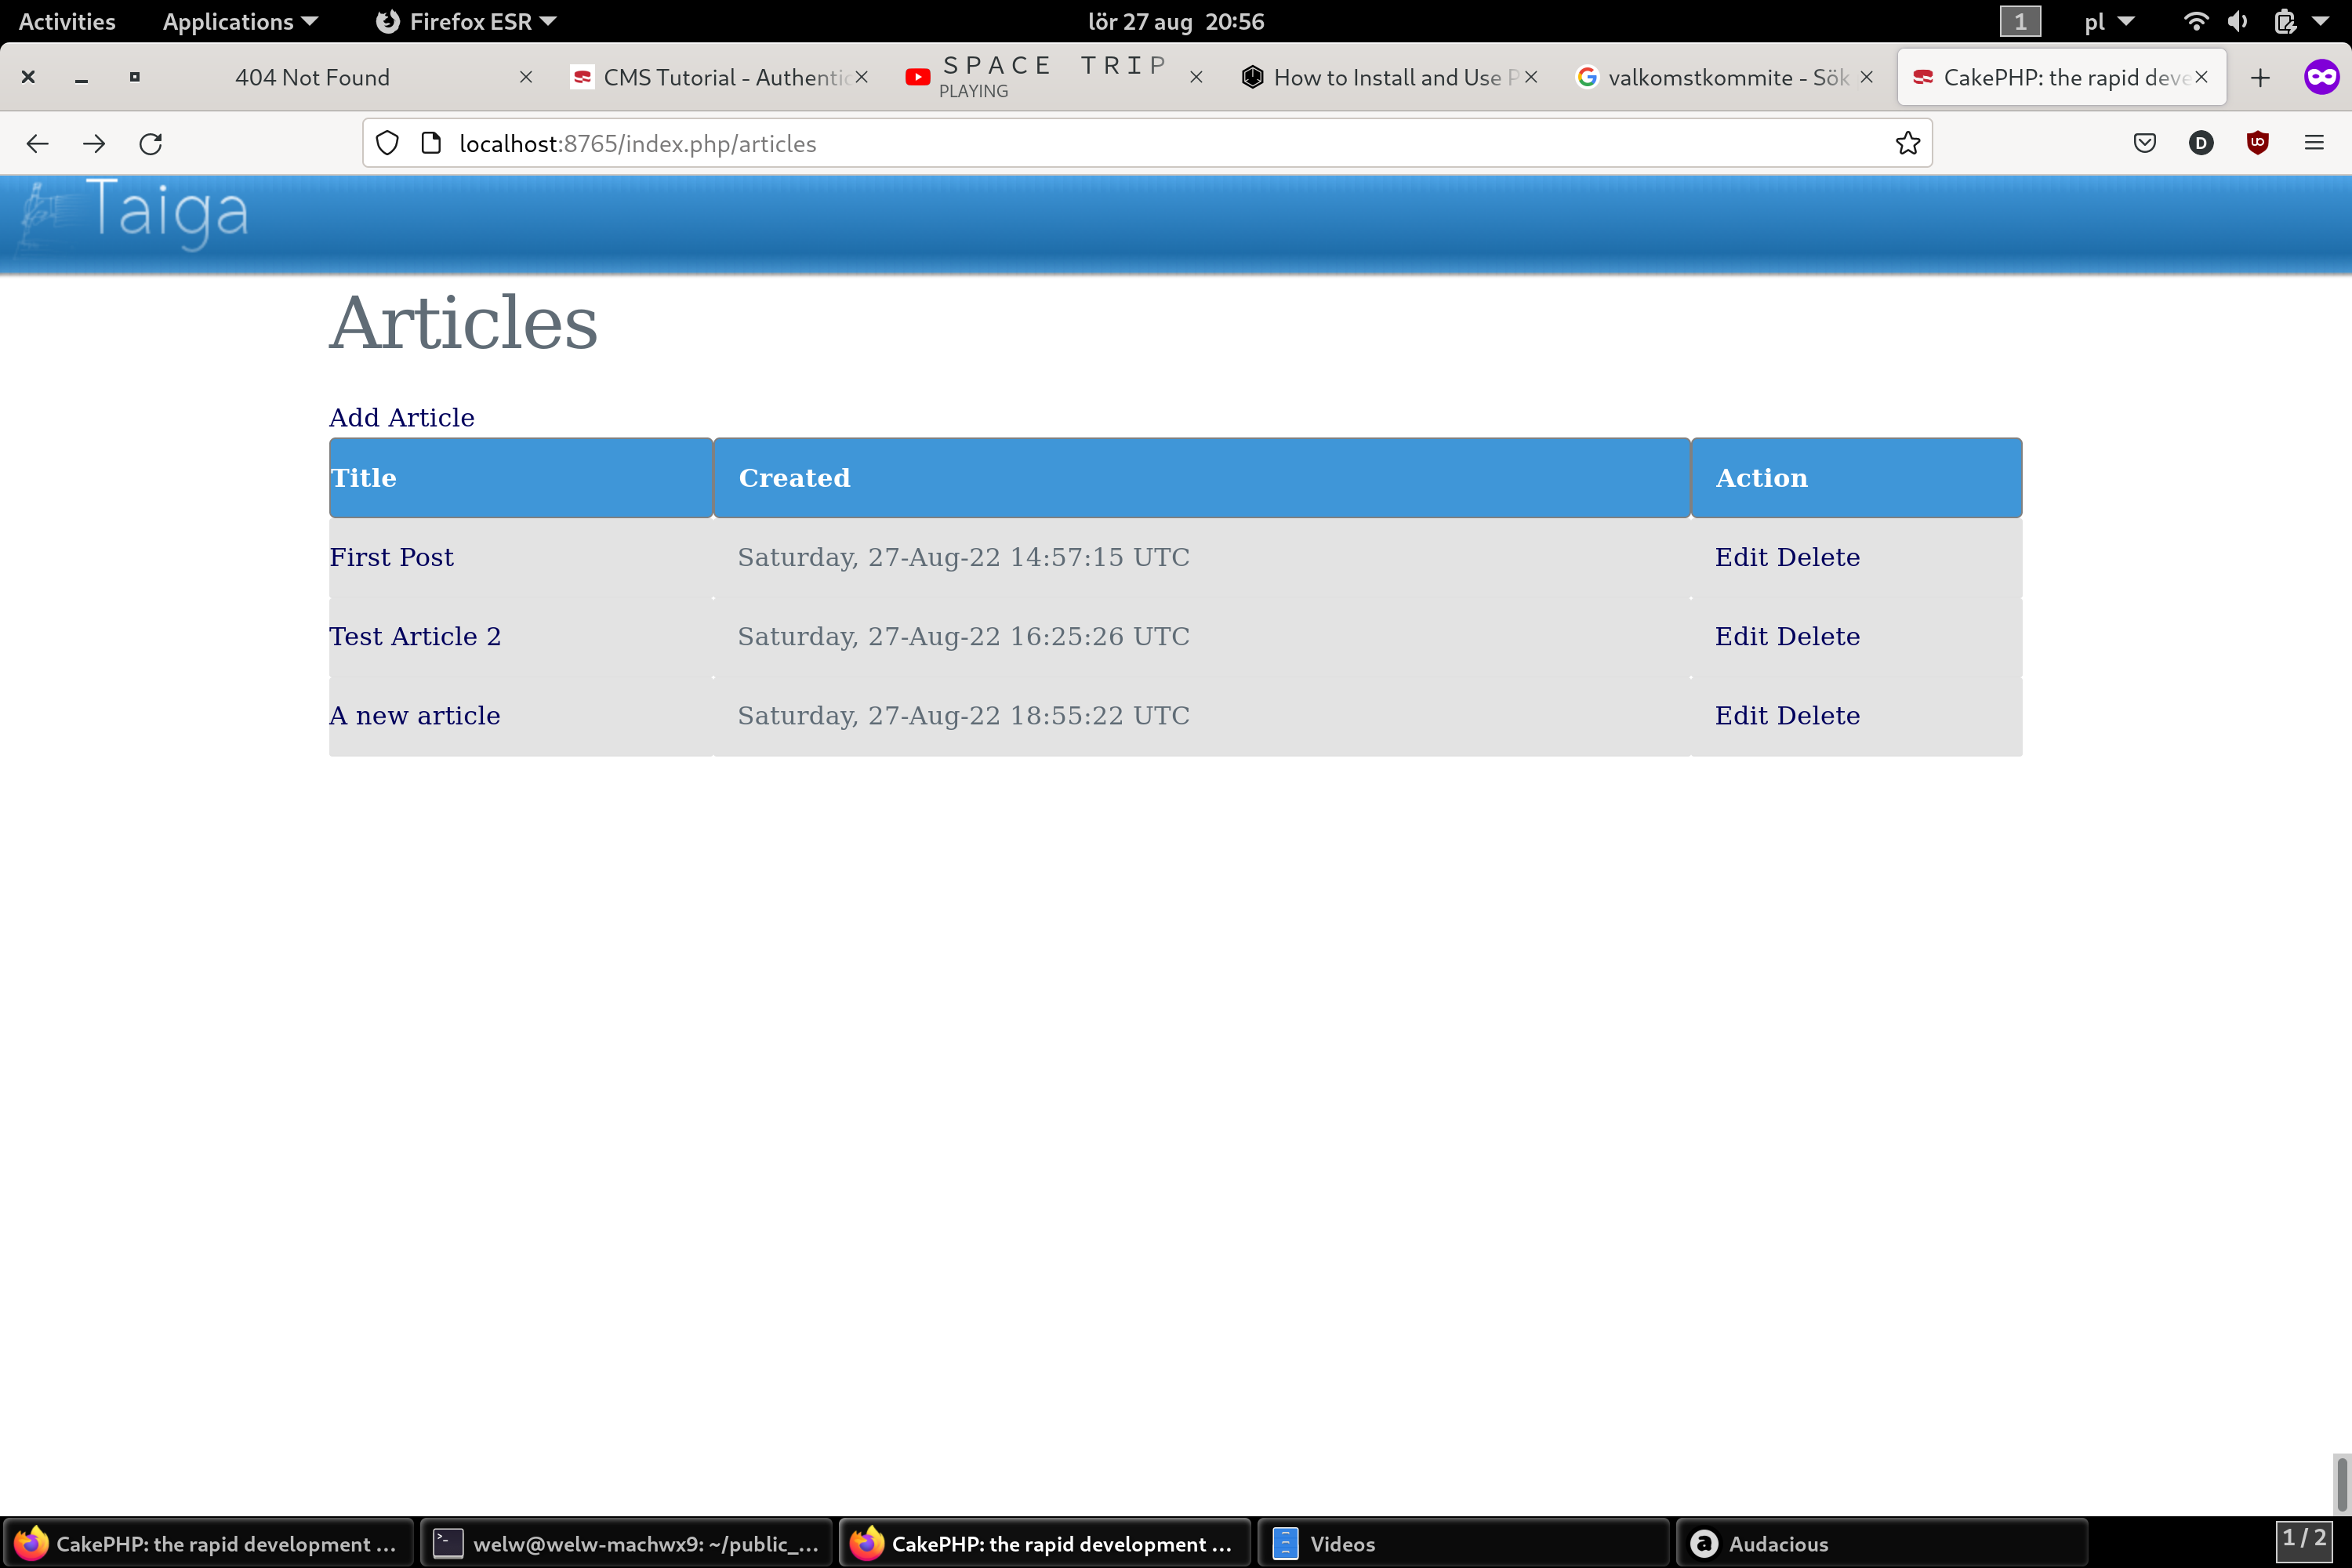 Activities Applications Firefox ESR lör 27 aug 20:56 1 pl
404 Not Found CMS Tutorial - Authentic SPACE TRIP How to Install and Use P valkomstkommite - Sök CakePHP: the rapid deve
PLAYING
localhost:8765/index.php/articles D
Taiga
Articles
Add Article
Title Created Action
First Post Saturday, 27-Aug-22 14:57:15 UTC Edit Delete
Test Article 2 Saturday, 27-Aug-22 16:25:26 UTC Edit Delete
A new article Saturday, 27-Aug-22 18:55:22 UTC Edit Delete
CakePHP: the rapid development ... welw@welw-machwx9: ~/public_... CakePHP: the rapid development ... Videos a Audacious 1 / 2